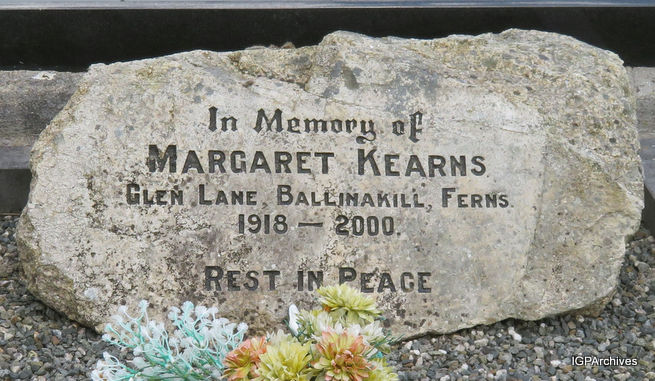 In Memory of
MARGARET KEARNS
GLEN LANE, BALLINAKILL, FERNS.
1918 — 2000.
REST IN PEACE
IGPArchives